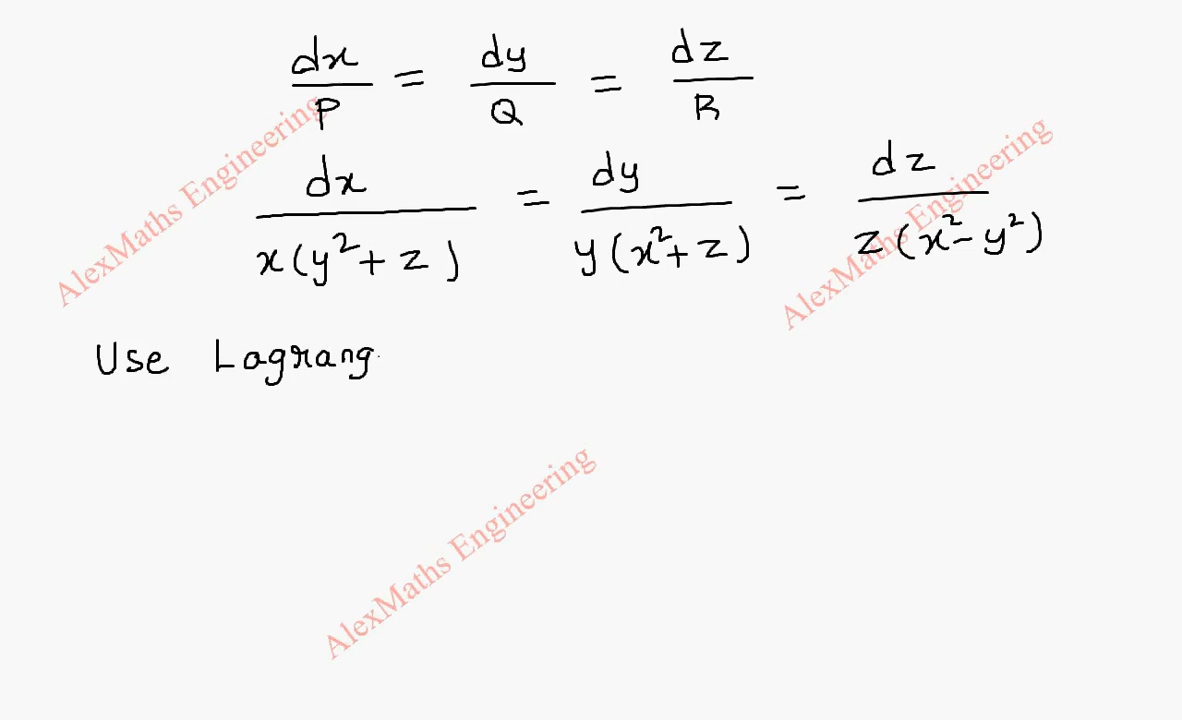 dx/P = dy/Q = dz/R
dx/x(y²+z) = dy/y(x²+z) = dz/z(x²-y²)
Use Lagrang
AlexMaths Engineering
AlexMaths Engineering
AlexMaths Engineering